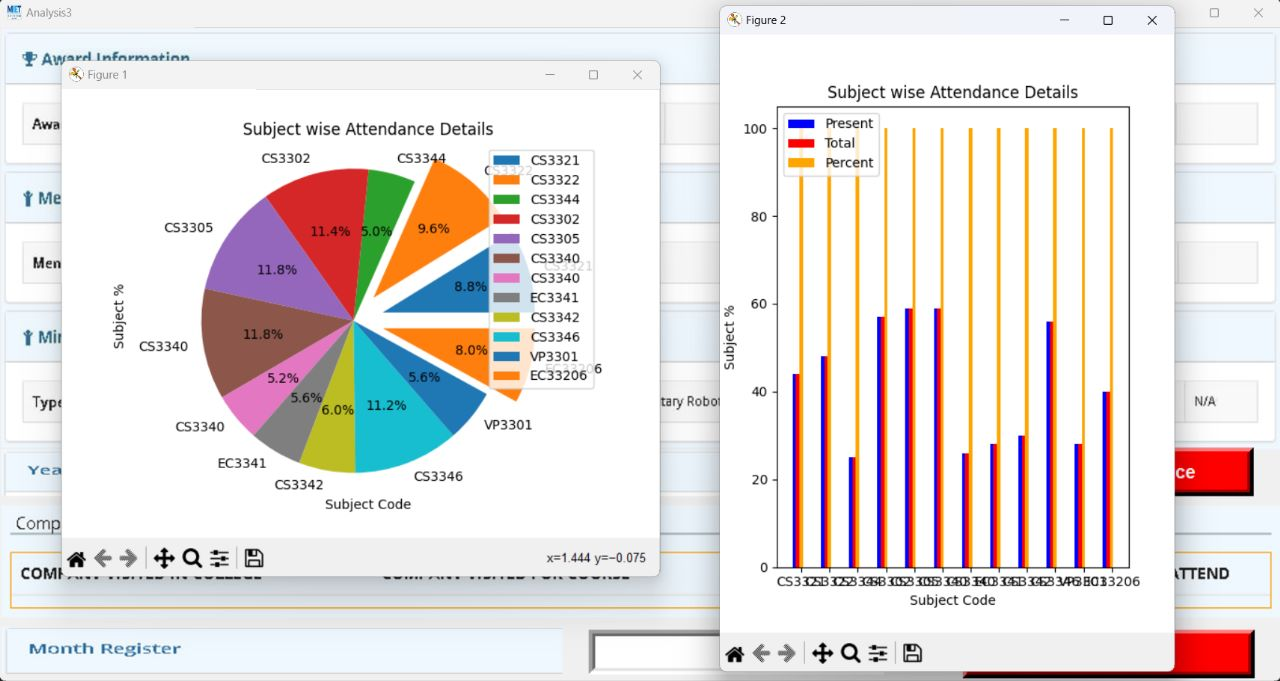 MIET
Analysis3
Award Information
Awa
Me
Men
Min
Type
tary Robot
N/A
Yea
ce
Comp
COMPANY VISITED IN COLLEGE
COMPANY VISITED FOR COURSE
ATTEND
Month Register
Figure 1
Subject wise Attendance Details
CS3302
CS3344
CS3322
CS3305
CS3321
CS3340
EC33206
CS3340
VP3301
EC3341
CS3342
CS3346
11.4%
5.0%
9.6%
11.8%
8.8%
11.8%
8.0%
5.2%
5.6%
5.6%
6.0%
11.2%
Subject %
Subject Code
CS3321
CS3322
CS3344
CS3302
CS3305
CS3340
CS3340
EC3341
CS3342
CS3346
VP3301
EC33206
x=1.444 y=−0.075
Figure 2
Subject wise Attendance Details
Present
Total
Percent
100
80
60
40
20
0
Subject %
Subject Code